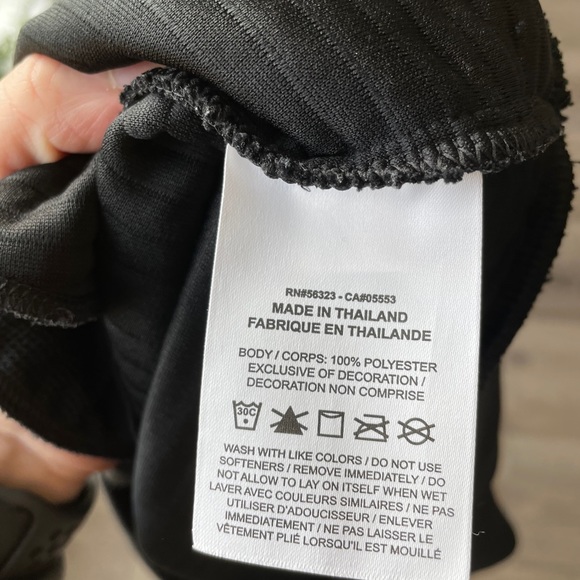 RN#56323 - CA#05553
MADE IN THAILAND
FABRIQUE EN THAILANDE
BODY / CORPS: 100% POLYESTER
EXCLUSIVE OF DECORATION /
DECORATION NON COMPRISE
30C
WASH WITH LIKE COLORS / DO NOT USE
SOFTENERS / REMOVE IMMEDIATELY / DO
NOT ALLOW TO LAY ON ITSELF WHEN WET
LAVER AVEC COULEURS SIMILAIRES / NE PAS
UTILISER D'ADOUCISSEUR / ENLEVER
IMMEDIATEMENT / NE PAS LAISSER LE
VÊTEMENT PLIÉ LORSQU'IL EST MOUILLÉ